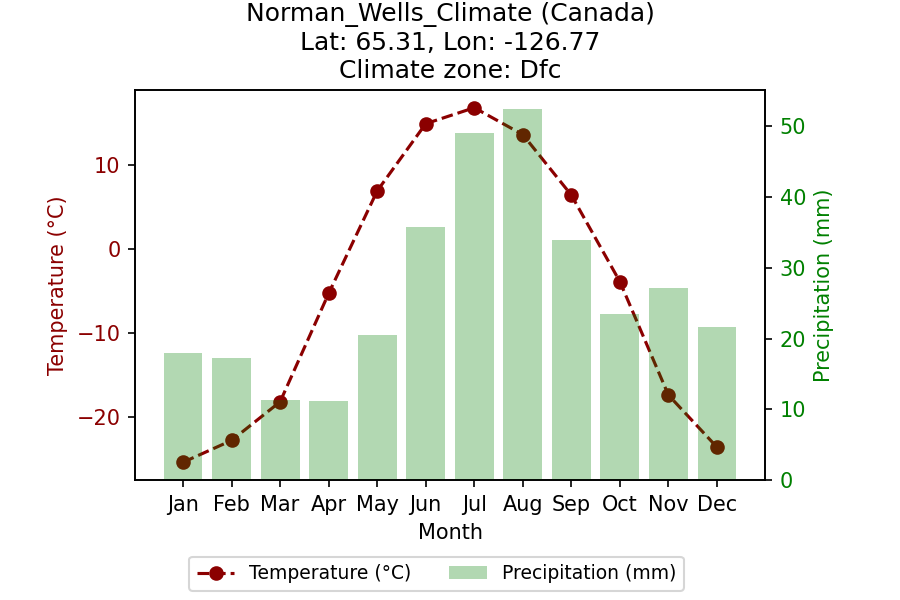 Norman_Wells_Climate (Canada)
Lat: 65.31, Lon: -126.77
Climate zone: Dfc
Temperature (°C)
10
0
−10
−20
50
40
30
20
10
0
Precipitation (mm)
Jan Feb Mar Apr May Jun Jul Aug Sep Oct Nov Dec
Month
Temperature (°C) Precipitation (mm)